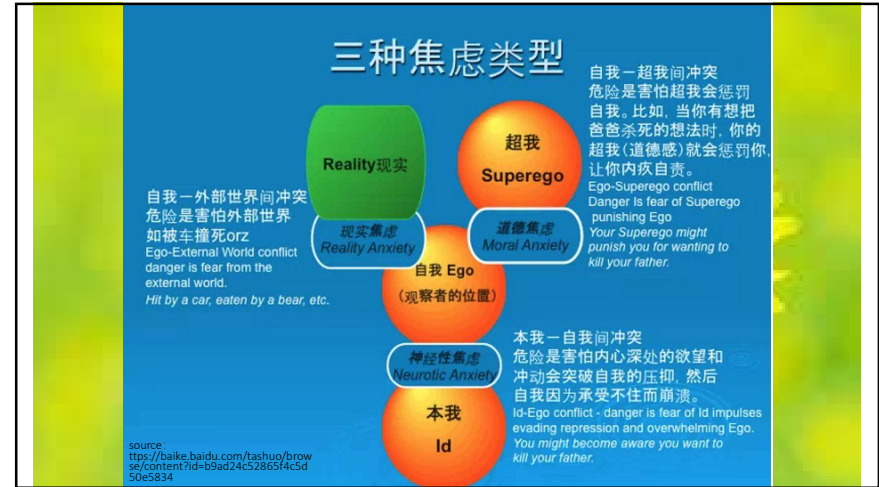 三种焦虑类型
自我－超我间冲突
危险是害怕超我会惩罚
自我。比如，当你有想把
爸爸杀死的想法时，你的
超我(道德感)就会惩罚你,
让你内疚自责。
Ego-Superego conflict
Danger Is fear of Superego
punishing Ego
Your Superego might
punish you for wanting to
kill your father.
Reality现实
超我
Superego
自我－外部世界间冲突
危险是害怕外部世界
如被车撞死orz
Ego-External World conflict
danger is fear from the
external world.
Hit by a car, eaten by a bear, etc.
现实焦虑
Reality Anxiety
道德焦虑
Moral Anxiety
自我 Ego
（观察者的位置）
神经性焦虑
Neurotic Anxiety
本我
Id
本我－自我间冲突
危险是害怕内心深处的欲望和
冲动会突破自我的压抑，然后
自我因为承受不住而崩溃。
Id-Ego conflict - danger is fear of Id impulses
evading repression and overwhelming Ego.
You might become aware you want to
kill your father.
source：
ttps://baike.baidu.com/tashuo/brow
se/content?id=b9ad24c52865f4c5d
50e5834